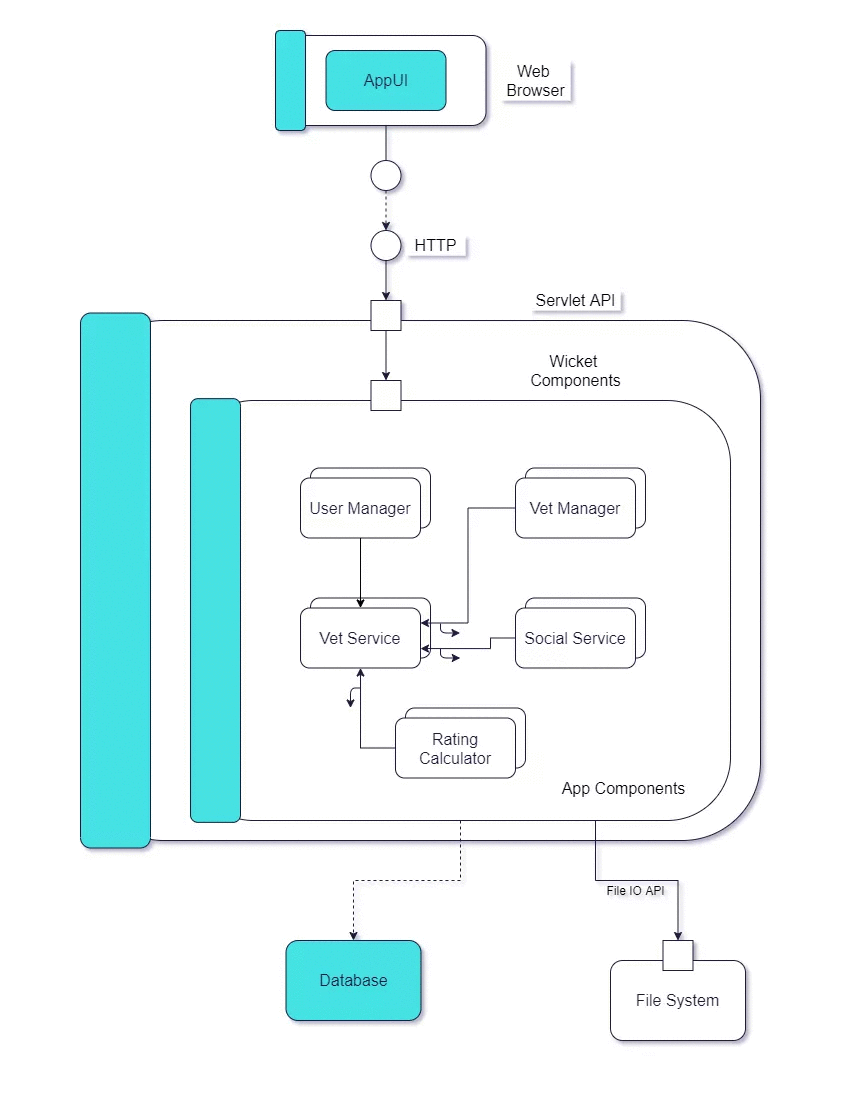 AppUI
Web
Browser
HTTP
Servlet API
Wicket
Components
User Manager
Vet Manager
Vet Service
Social Service
Rating
Calculator
App Components
File IO API
Database
File System